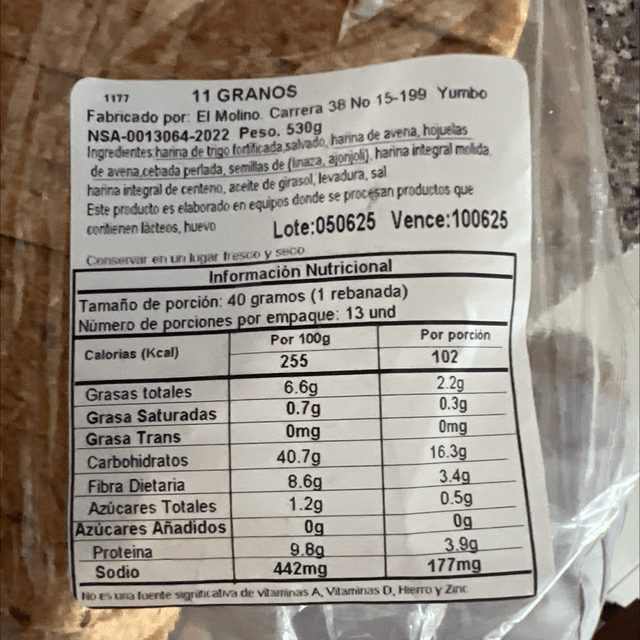 1177 11 GRANOS
Fabricado por: El Molino. Carrera 38 No 15-199 Yumbo
NSA-0013064-2022 Peso. 530g
Ingredientes:harina de trigo fortificada,salvado, harina de avena, hojuelas
de avena,cebada perlada, semillas de (linaza, ajonjoli), harina integral molida,
harina integral de centeno, aceite de girasol, levadura, sal
Este producto es elaborado en equipos donde se procesan productos que
contienen lácteos, huevo
Lote:050625 Vence:100625
Conservar en un lugar fresco y seco
Información Nutricional
Tamaño de porción: 40 gramos (1 rebanada)
Número de porciones por empaque: 13 und
Calorías (Kcal) Por 100g Por porción
255 102
Grasas totales 6.6g 2.2g
Grasa Saturadas 0.7g 0.3g
Grasa Trans 0mg 0mg
Carbohidratos 40.7g 16.3g
Fibra Dietaria 8.6g 3.4g
Azúcares Totales 1.2g 0.5g
Azúcares Añadidos 0g 0g
Proteina 9.8g 3.9g
Sodio 442mg 177mg
No es una fuente significativa de vitaminas A, Vitaminas D, Hierro y Zinc